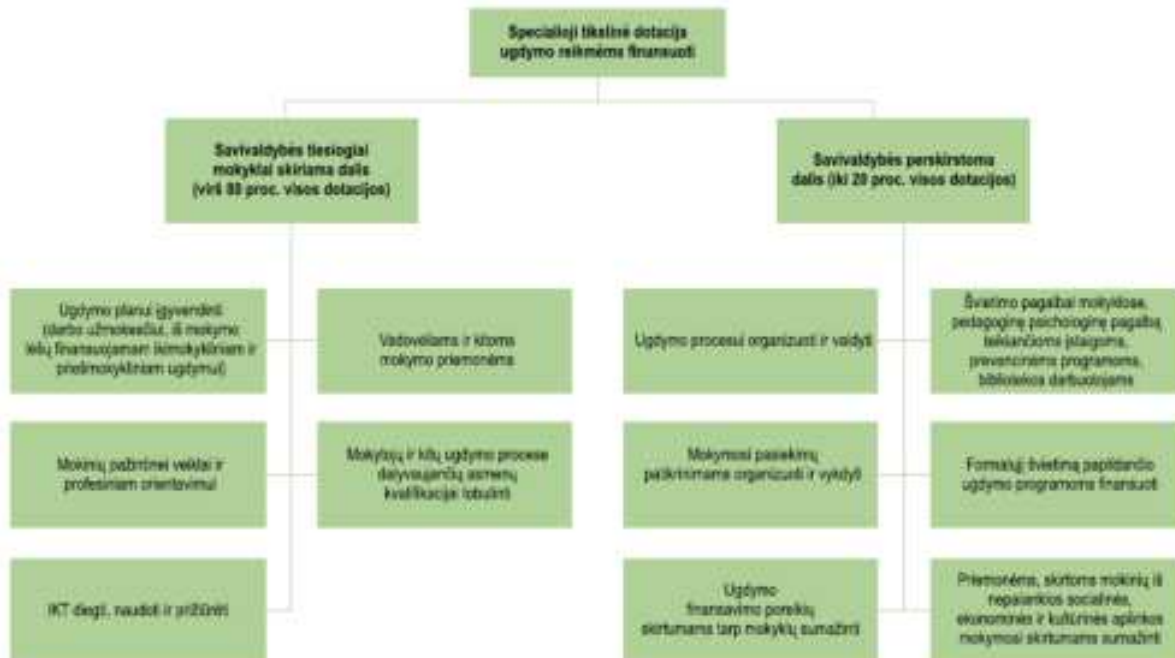 Specialioji tikslinė dotacija
ugdymo reikmėms finansuoti
Savivaldybės tiesiogiai
mokyklai skiriama dalis
(virš 80 proc. visos dotacijos)
Savivaldybės perskirstoma
dalis (iki 20 proc. visos dotacijos)
Ugdymo planui įgyvendinti
(darbo užmokesčiui, iš mokymo
lėšų finansuojamam ikimokykliniam ir
priešmokykliniam ugdymui)
Vadovėliams ir kitoms
mokymo priemonėms
Mokinių pažintinei veiklai ir
profesiniam orientavimui
Mokytojų ir kitų ugdymo procese
dalyvaujančių asmenų
kvalifikacijai tobulinti
IKT diegti, naudoti ir prižiūrėti
Ugdymo procesui organizuoti ir valdyti
Švietimo pagalbai mokyklose,
pedagoginę psichologinę pagalbą
teikiančioms įstaigoms,
prevencinėms programoms,
bibliotekos darbuotojams
Mokymosi pasiekimų
patikrinimams organizuoti ir vykdyti
Formalųjį švietimą papildančio
ugdymo programoms finansuoti
Ugdymo
finansavimo poreikių
skirtumams tarp mokyklų sumažinti
Priemonėms, skirtoms mokinių iš
nepalankios socialinės,
ekonominės ir kultūrinės aplinkos
mokymosi skirtumams sumažinti